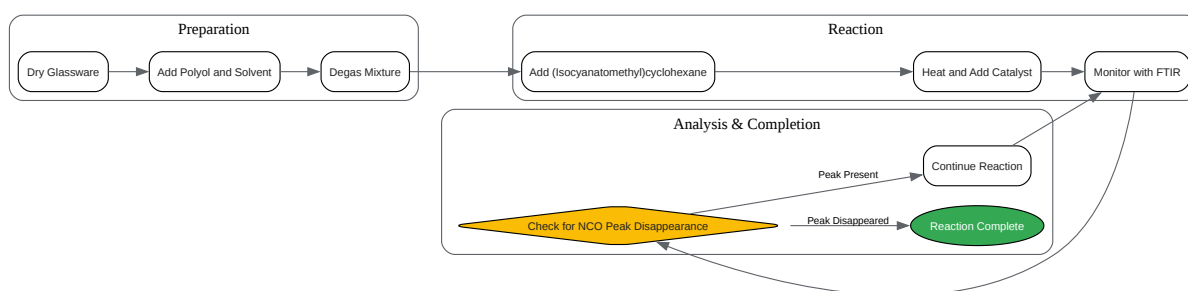 Preparation
Dry Glassware
Add Polyol and Solvent
Degas Mixture
Reaction
Add (Isocyanatomethyl)cyclohexane
Heat and Add Catalyst
Monitor with FTIR
Analysis & Completion
Continue Reaction
Peak Present
Check for NCO Peak Disappearance
Peak Disappeared
Reaction Complete